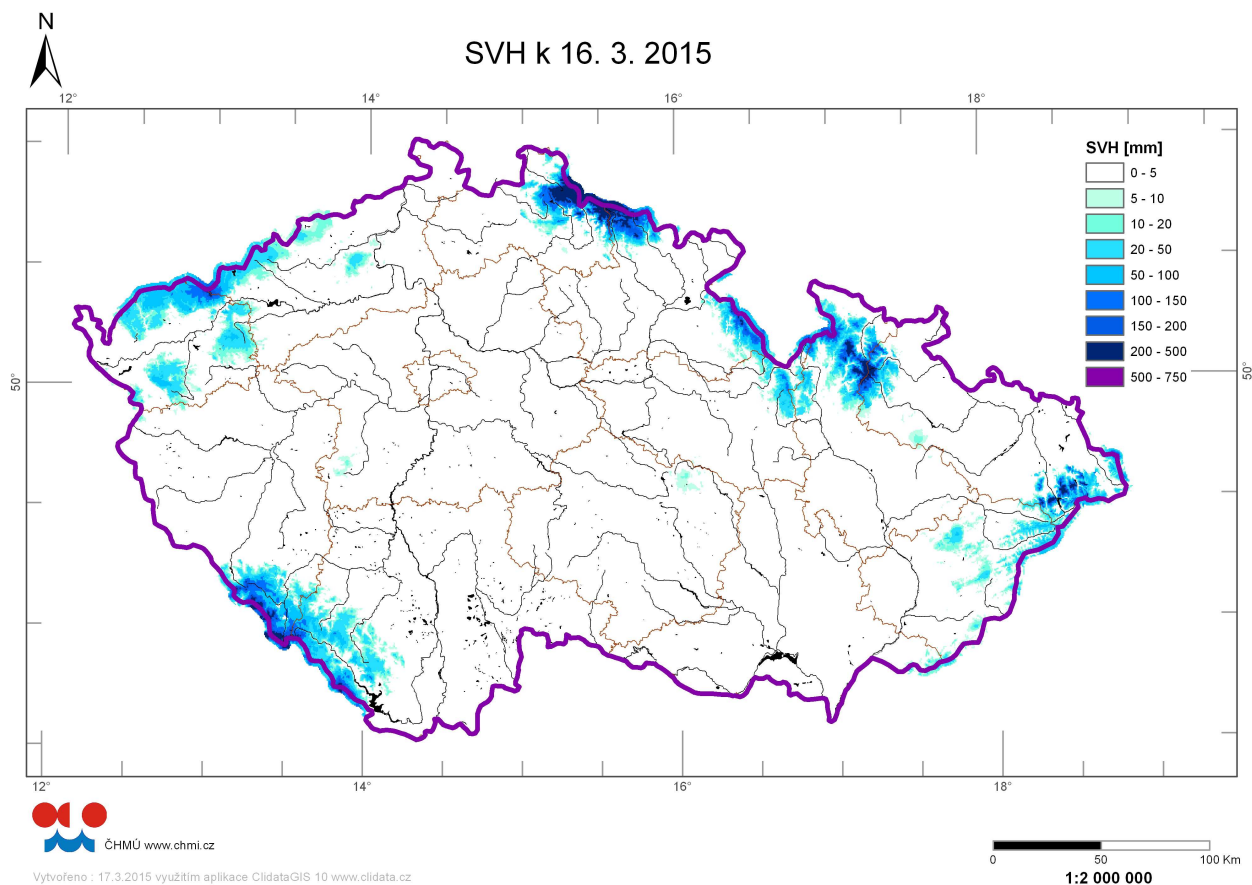 N
SVH k 16. 3. 2015
12° 14° 16° 18°
SVH [mm]
0 - 5
5 - 10
10 - 20
20 - 50
50 - 100
100 - 150
150 - 200
200 - 500
500 - 750
50° 50°
12° 14° 16° 18°
ČHMÚ www.chmi.cz
0 50 100 Km
1:2 000 000
Vytvořeno : 17.3.2015 využitím aplikace ClidataGIS 10 www.clidata.cz